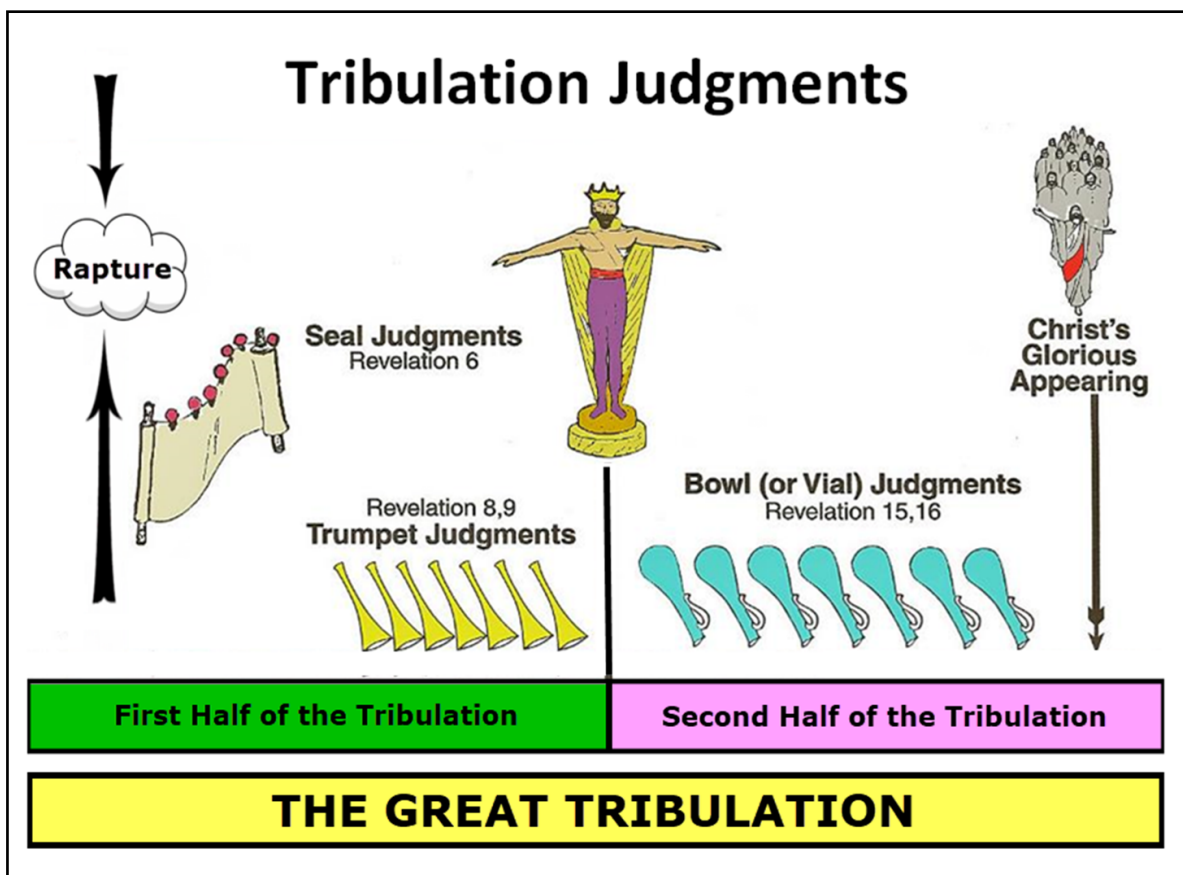 Tribulation Judgments
Rapture
Seal Judgments
Revelation 6
Christ's
Glorious
Appearing
Revelation 8,9
Trumpet Judgments
Bowl (or Vial) Judgments
Revelation 15,16
First Half of the Tribulation
Second Half of the Tribulation
THE GREAT TRIBULATION